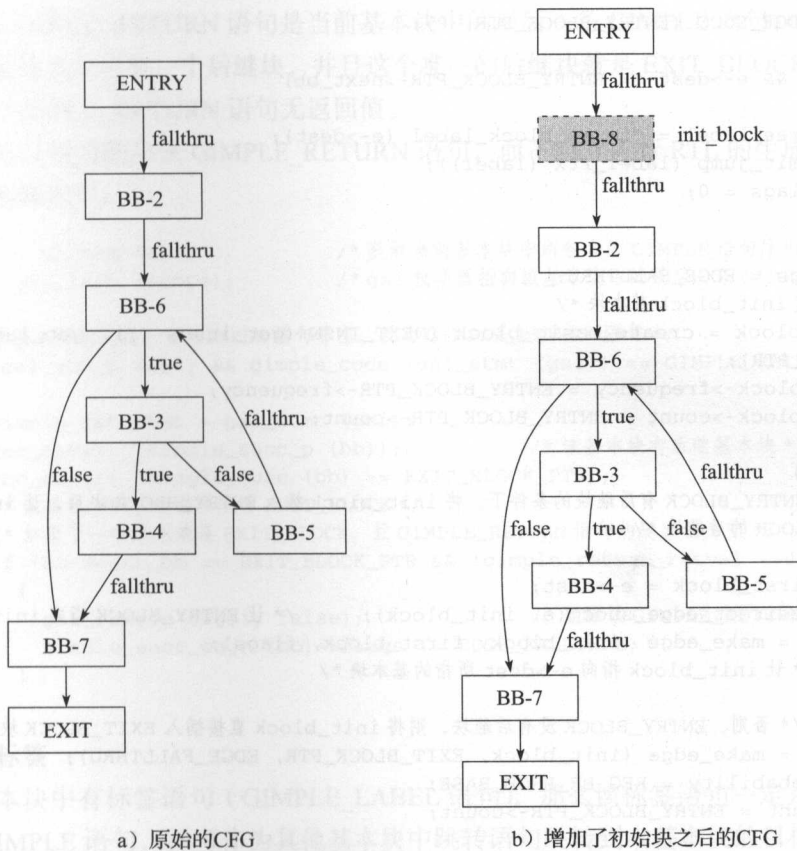 ENTRY
fallthru
BB-2
fallthru
BB-6
true
fallthru
BB-3
false
true
false
BB-4
BB-5
fallthru
BB-7
EXIT
a）原始的CFG
ENTRY
fallthru
BB-8
init_block
fallthru
BB-2
fallthru
BB-6
true
BB-3
fallthru
false
true
false
BB-4
BB-5
fallthru
BB-7
EXIT
b）增加了初始块之后的CFG